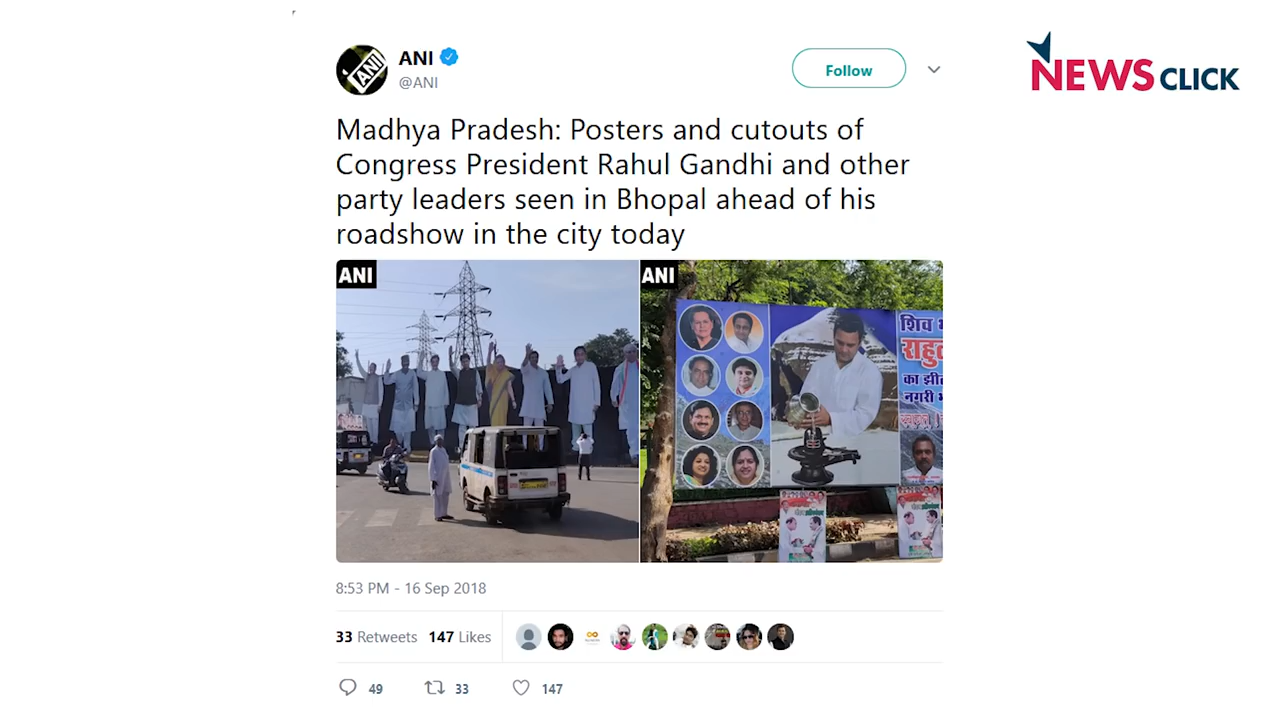 ANI
@ANI
Follow
NEWSCLICK
Madhya Pradesh: Posters and cutouts of
Congress President Rahul Gandhi and other
party leaders seen in Bhopal ahead of his
roadshow in the city today
ANI
ANI
शिव
राहु
का
नगरी
8:53 PM - 16 Sep 2018
33 Retweets 147 Likes
49 33 147